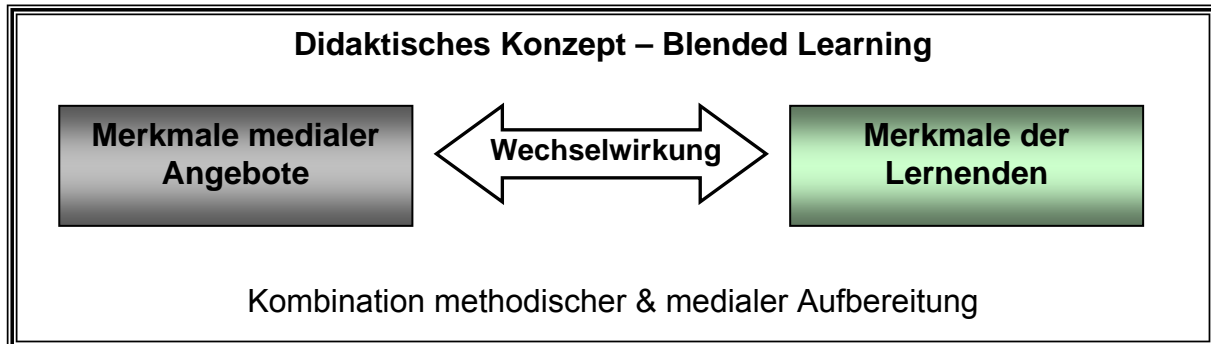 Didaktisches Konzept – Blended Learning
Merkmale medialer
Angebote
Wechselwirkung
Merkmale der
Lernenden
Kombination methodischer & medialer Aufbereitung